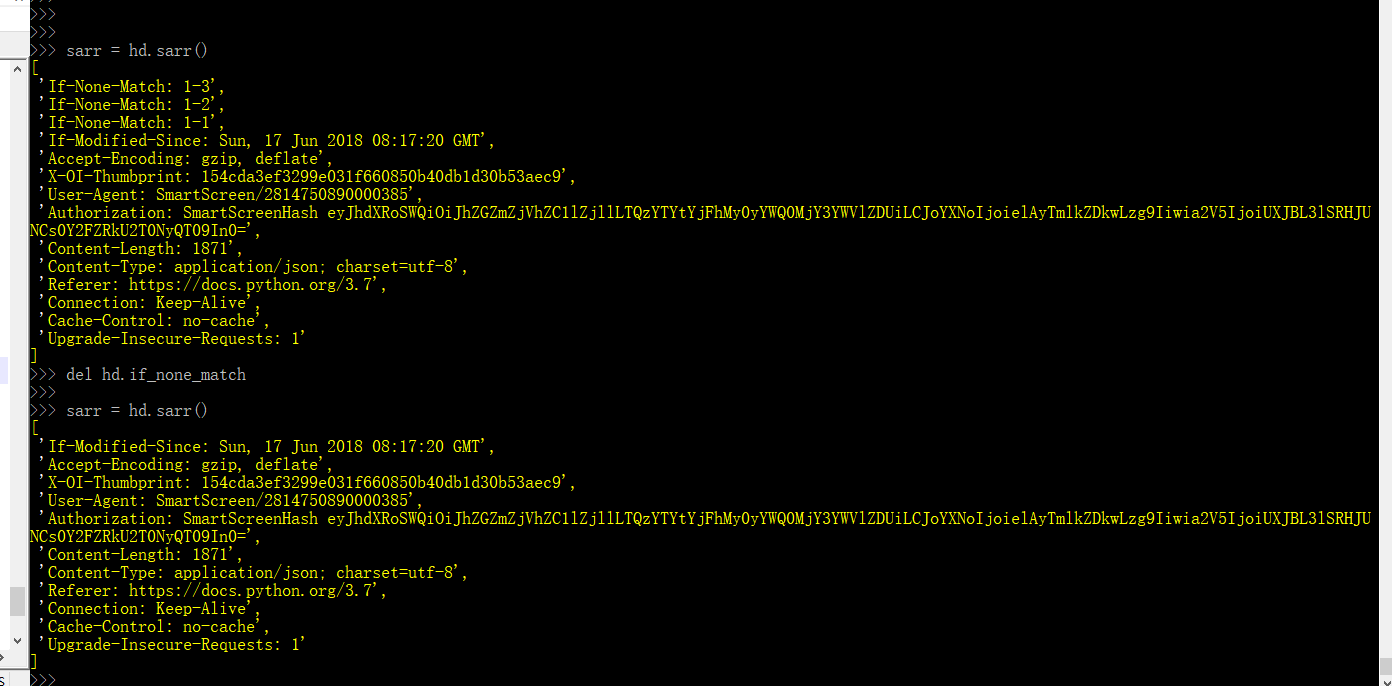 >>>
>>>
>>> sarr = hd.sarr()
[
'If-None-Match: 1-3',
'If-None-Match: 1-2',
'If-None-Match: 1-1',
'If-Modified-Since: Sun, 17 Jun 2018 08:17:20 GMT',
'Accept-Encoding: gzip, deflate',
'X-OI-Thumbprint: 154cda3ef3299e031f660850b40db1d30b53aec9',
'User-Agent: SmartScreen/2814750890000385',
'Authorization: SmartScreenHash eyJhdXRoSWQiOiJhZGZmZjVhZC1lZjllLTQzYTYtYjFhMy0yYWQ0MjY3YWVlZDUiLCJoYXNoIjoielAyTmlkZDkwLzg9Iiwia2V5IjoiUXJBL3lSRHJU
NCs0Y2FZRkU2T0NyQT09In0=',
'Content-Length: 1871',
'Content-Type: application/json; charset=utf-8',
'Referer: https://docs.python.org/3.7',
'Connection: Keep-Alive',
'Cache-Control: no-cache',
'Upgrade-Insecure-Requests: 1'
]
>>> del hd.if_none_match
>>>
>>> sarr = hd.sarr()
[
'If-Modified-Since: Sun, 17 Jun 2018 08:17:20 GMT',
'Accept-Encoding: gzip, deflate',
'X-OI-Thumbprint: 154cda3ef3299e031f660850b40db1d30b53aec9',
'User-Agent: SmartScreen/2814750890000385',
'Authorization: SmartScreenHash eyJhdXRoSWQiOiJhZGZmZjVhZC1lZjllLTQzYTYtYjFhMy0yYWQ0MjY3YWVlZDUiLCJoYXNoIjoielAyTmlkZDkwLzg9Iiwia2V5IjoiUXJBL3lSRHJU
NCs0Y2FZRkU2T0NyQT09In0=',
'Content-Length: 1871',
'Content-Type: application/json; charset=utf-8',
'Referer: https://docs.python.org/3.7',
'Connection: Keep-Alive',
'Cache-Control: no-cache',
'Upgrade-Insecure-Requests: 1'
]
>>>